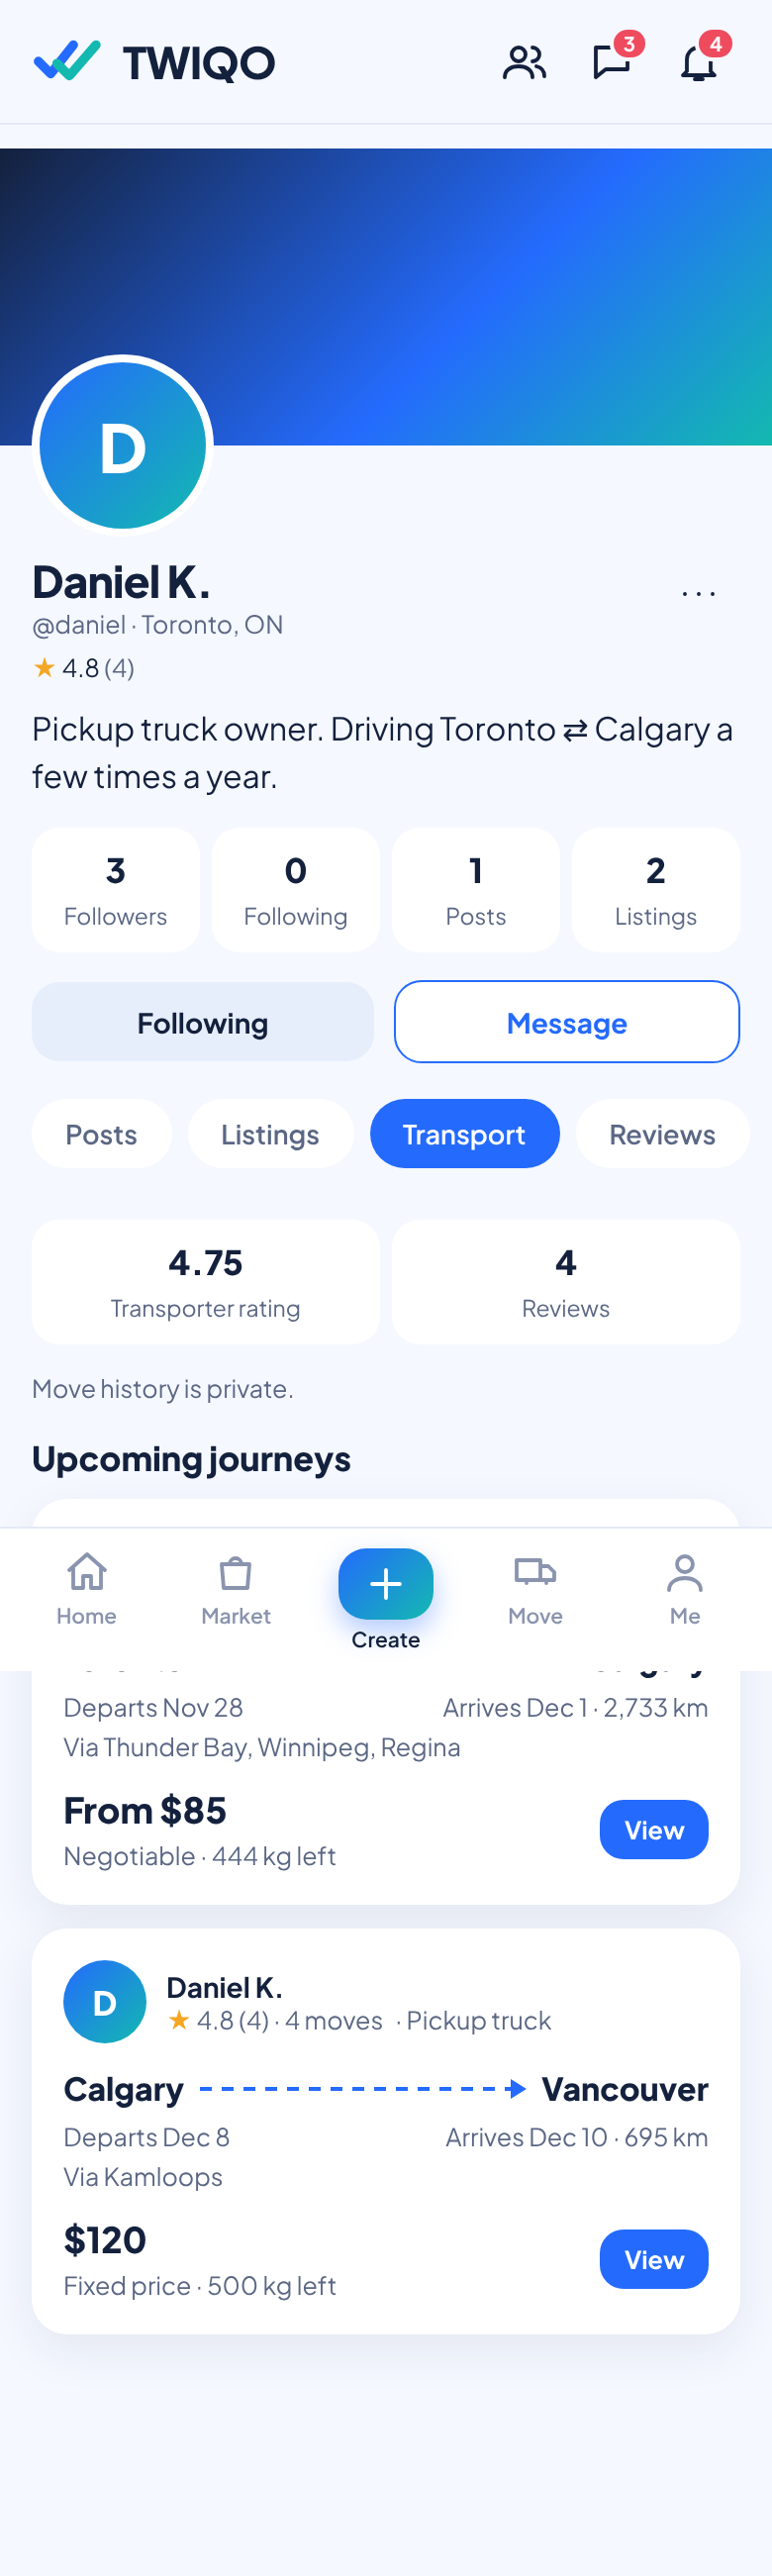 TWIQO
3
4
D
Daniel K.
...
@daniel · Toronto, ON
★ 4.8 (4)
Pickup truck owner. Driving Toronto ⇄ Calgary a
few times a year.
3
Followers
0
Following
1
Posts
2
Listings
Following
Message
Posts
Listings
Transport
Reviews
4.75
Transporter rating
4
Reviews
Move history is private.
Upcoming journeys
Home
Market
Create
Move
Me
Departs Nov 28
Arrives Dec 1 · 2,733 km
Via Thunder Bay, Winnipeg, Regina
From $85
Negotiable · 444 kg left
View
D
Daniel K.
★ 4.8 (4) · 4 moves · Pickup truck
Calgary
Vancouver
Departs Dec 8
Arrives Dec 10 · 695 km
Via Kamloops
$120
Fixed price · 500 kg left
View